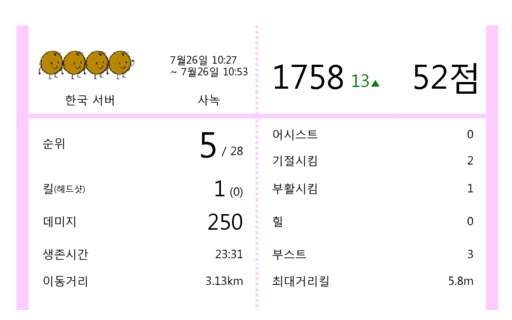 7월26일 10:27
~ 7월26일 10:53
한국 서버
사녹
1758 13▲ 52점
순위 5 / 28
킬(헤드샷) 1 (0)
데미지 250
생존시간 23:31
이동거리 3.13km
어시스트 0
기절시킴 2
부활시킴 1
힐 0
부스트 3
최대거리킬 5.8m